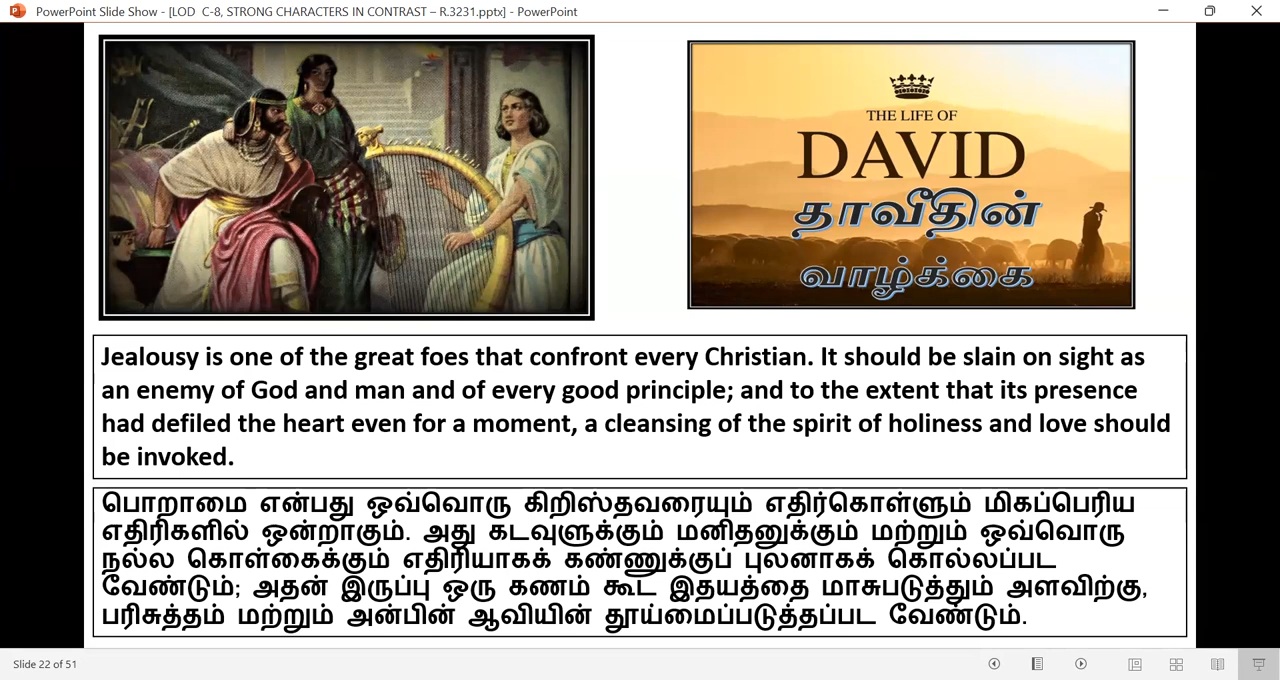 PowerPoint Slide Show - [LOD  C-8, STRONG CHARACTERS IN CONTRAST – R.3231.pptx] - PowerPoint
THE LIFE OF
DAVID
தாவீதின்
வாழ்க்கை
Jealousy is one of the great foes that confront every Christian. It should be slain on sight as
an enemy of God and man and of every good principle; and to the extent that its presence
had defiled the heart even for a moment, a cleansing of the spirit of holiness and love should
be invoked.
பொறாமை என்பது ஒவ்வொரு கிறிஸ்தவரையும் எதிர்கொள்ளும் மிகப்பெரிய
எதிரிகளில் ஒன்றாகும். அது கடவுளுக்கும் மனிதனுக்கும் மற்றும் ஒவ்வொரு
நல்ல கொள்கைக்கும் எதிரியாகக் கண்ணுக்குப் புலனாகக் கொல்லப்பட
வேண்டும்; அதன் இருப்பு ஒரு கணம் கூட இதயத்தை மாசுபடுத்தும் அளவிற்கு,
பரிசுத்தம் மற்றும் அன்பின் ஆவியின் தூய்மைப்படுத்தப்பட வேண்டும்.
Slide 22 of 51